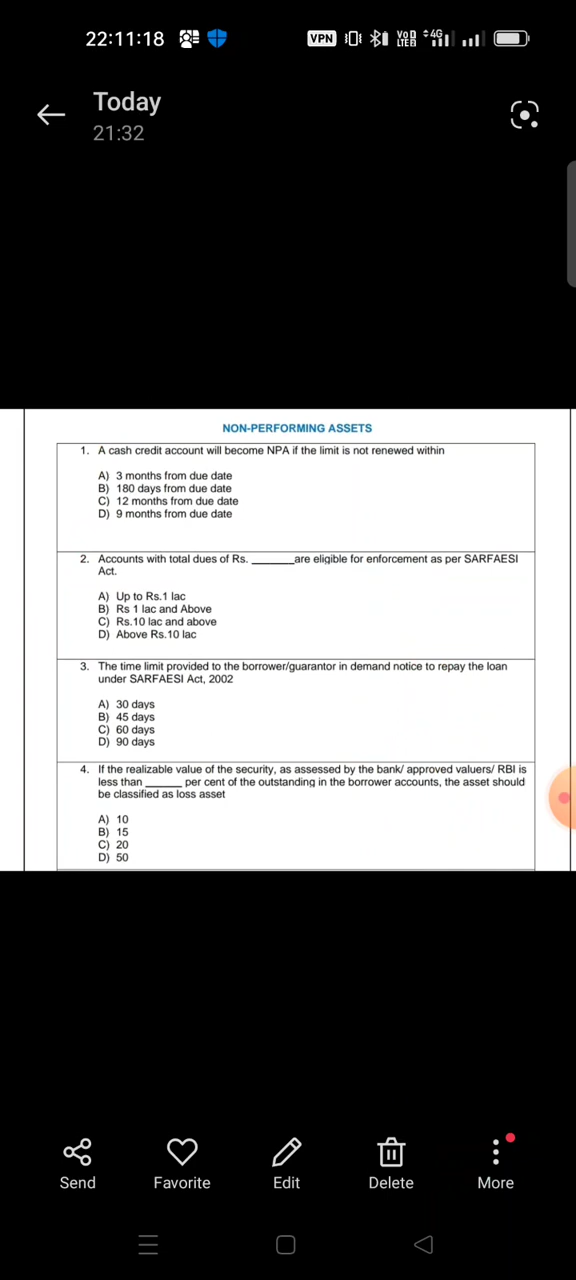 22:11:18
VPN
VoD
LTE2
4G
Today
21:32
NON-PERFORMING ASSETS
1. A cash credit account will become NPA if the limit is not renewed within
A) 3 months from due date
B) 180 days from due date
C) 12 months from due date
D) 9 months from due date
2. Accounts with total dues of Rs. _______are eligible for enforcement as per SARFAESI
Act.
A) Up to Rs.1 lac
B) Rs 1 lac and Above
C) Rs.10 lac and above
D) Above Rs.10 lac
3. The time limit provided to the borrower/guarantor in demand notice to repay the loan
under SARFAESI Act, 2002
A) 30 days
B) 45 days
C) 60 days
D) 90 days
4. If the realizable value of the security, as assessed by the bank/ approved valuers/ RBI is
less than ______ per cent of the outstanding in the borrower accounts, the asset should
be classified as loss asset
A) 10
B) 15
C) 20
D) 50
Send
Favorite
Edit
Delete
More